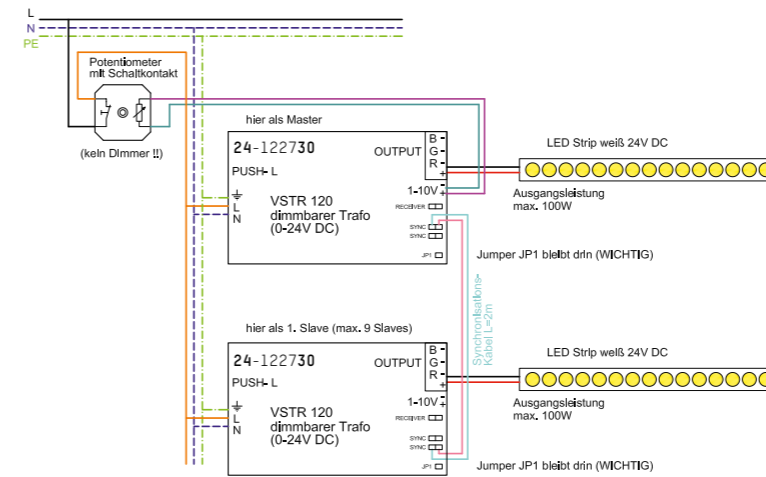 L
N
PE
Potentiometer
mit Schaltkontakt
(kein Dimmer !!)
hier als Master
24-122730
PUSH- L
OUTPUT
B -
G -
R -
+
1-10V -
+
L
N
VSTR 120
dimmbarer Trafo
(0-24V DC)
RECEIVER
SYNC
SYNC
JP1
LED Strip weiß 24V DC
Ausgangsleistung
max. 100W
Jumper JP1 bleibt drin (WICHTIG)
Synchronisations-
Kabel L=2m
hier als 1. Slave (max. 9 Slaves)
24-122730
PUSH- L
OUTPUT
B -
G -
R -
+
1-10V -
+
L
N
VSTR 120
dimmbarer Trafo
(0-24V DC)
RECEIVER
SYNC
SYNC
JP1
LED Strip weiß 24V DC
Ausgangsleistung
max. 100W
Jumper JP1 bleibt drin (WICHTIG)